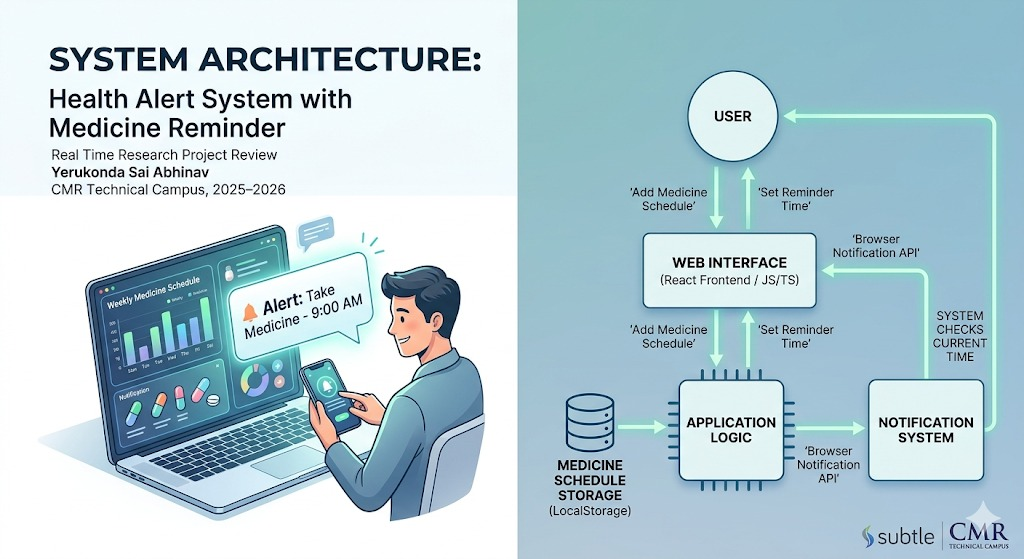 SYSTEM ARCHITECTURE:
Health Alert System with
Medicine Reminder
Real Time Research Project Review
Yerukonda Sai Abhinav
CMR Technical Campus, 2025–2026
Weekly Medicine Schedule
Alert: Take
Medicine - 9:00 AM
Notification
USER
'Add Medicine
Schedule'
'Set Reminder
Time'
WEB INTERFACE
(React Frontend / JS/TS)
'Browser
Notification API'
'Add Medicine
Schedule'
'Set Reminder
Time'
SYSTEM
CHECKS
CURRENT
TIME
APPLICATION
LOGIC
NOTIFICATION
SYSTEM
'Browser
Notification
API'
MEDICINE
SCHEDULE
STORAGE
(LocalStorage)
subtle
CMR
TECHNICAL CAMPUS